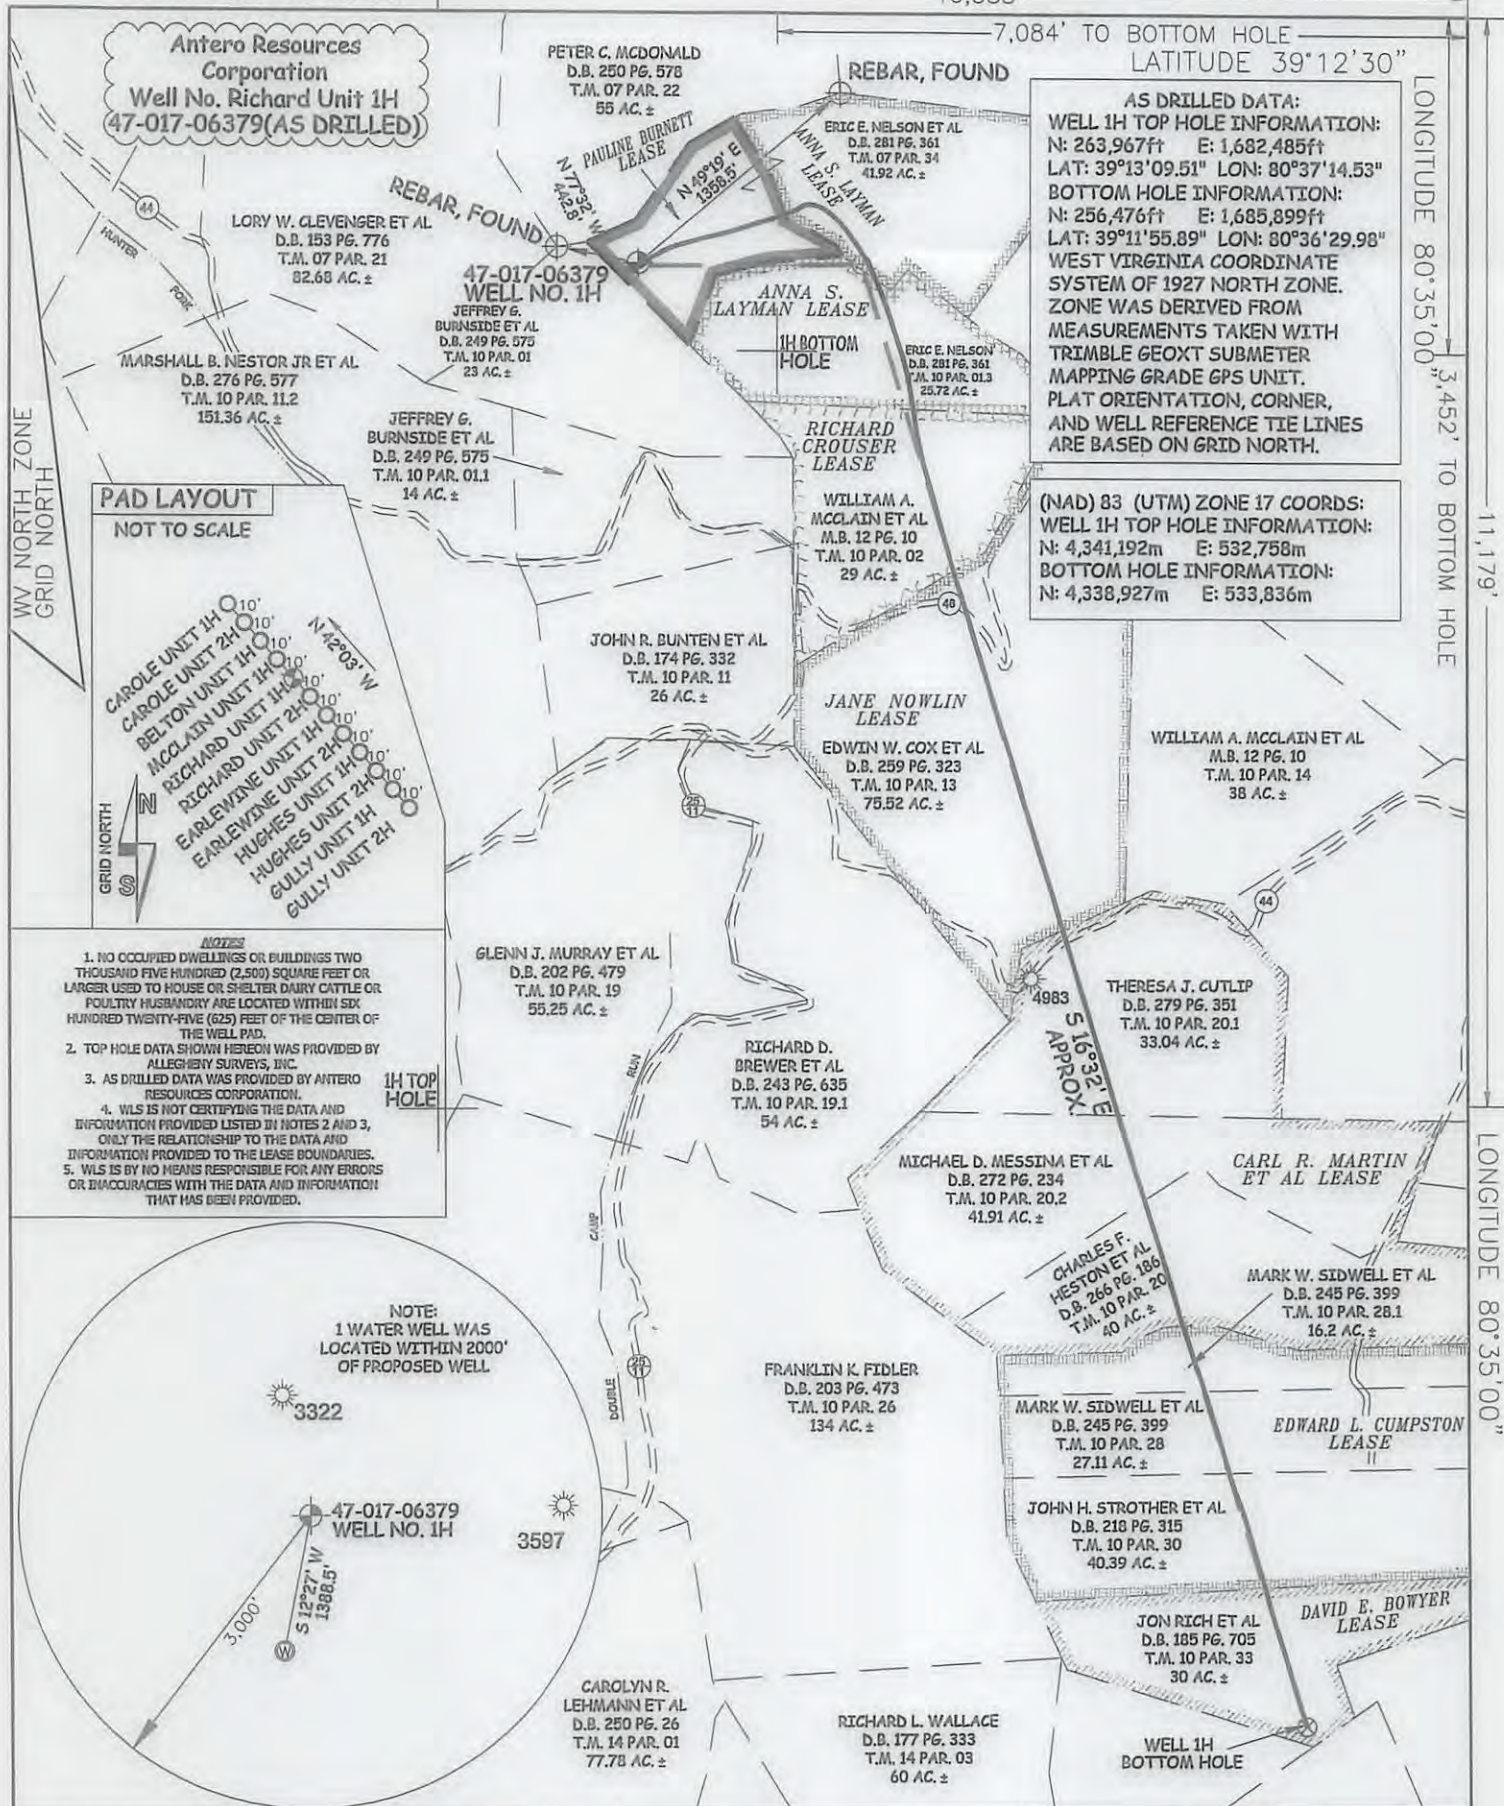 7,084' TO BOTTOM HOLE
LATITUDE 39°12'30"
Antero Resources
Corporation
Well No. Richard Unit 1H
47-017-06379(AS DRILLED)
PETER C. MCDONALD
D.B. 250 PG. 578
T.M. 07 PAR. 22
55 AC. ±
REBAR, FOUND
ERIC E. NELSON ET AL
D.B. 281 PG. 361
T.M. 07 PAR. 34
41.92 AC. ±
PAULINE BURNETT
LEASE
N 49°19' E
1358.5'
ANNA S. LAYMAN
LEASE
N 77°32' W
442.8'
REBAR, FOUND
AS DRILLED DATA:
WELL 1H TOP HOLE INFORMATION:
N: 263,967ft E: 1,682,485ft
LAT: 39°13'09.51" LON: 80°37'14.53"
BOTTOM HOLE INFORMATION:
N: 256,476ft E: 1,685,899ft
LAT: 39°11'55.89" LON: 80°36'29.98"
WEST VIRGINIA COORDINATE
SYSTEM OF 1927 NORTH ZONE.
ZONE WAS DERIVED FROM
MEASUREMENTS TAKEN WITH
TRIMBLE GEOXT SUBMETER
MAPPING GRADE GPS UNIT.
PLAT ORIENTATION, CORNER,
AND WELL REFERENCE TIE LINES
ARE BASED ON GRID NORTH.
LONGITUDE 80°35'00"
3,452' TO BOTTOM HOLE
11,179'
44
HUNTER
FORK
LORY W. CLEVENGER ET AL
D.B. 153 PG. 776
T.M. 07 PAR. 21
82.68 AC. ±
47-017-06379
WELL NO. 1H
JEFFREY G.
BURNSIDE ET AL
D.B. 249 PG. 575
T.M. 10 PAR. 01
23 AC. ±
ANNA S.
LAYMAN LEASE
1H BOTTOM
HOLE
ERIC E. NELSON
D.B. 281 PG. 361
T.M. 10 PAR. 01.3
25.72 AC. ±
MARSHALL B. NESTOR JR ET AL
D.B. 276 PG. 577
T.M. 10 PAR. 11.2
151.36 AC. ±
JEFFREY G.
BURNSIDE ET AL
D.B. 249 PG. 575
T.M. 10 PAR. 01.1
14 AC. ±
RICHARD
CROUSER
LEASE
WILLIAM A.
MCCLAIN ET AL
M.B. 12 PG. 10
T.M. 10 PAR. 02
29 AC. ±
(NAD) 83 (UTM) ZONE 17 COORDS:
WELL 1H TOP HOLE INFORMATION:
N: 4,341,192m E: 532,758m
BOTTOM HOLE INFORMATION:
N: 4,338,927m E: 533,836m
WV NORTH ZONE
GRID NORTH
PAD LAYOUT
NOT TO SCALE
CAROLE UNIT 1H 10'
CAROLE UNIT 2H 10'
BELTON UNIT 1H 10'
MCCLAIN UNIT 1H 10'
RICHARD UNIT 1H 10'
RICHARD UNIT 2H 10'
EARLEWINE UNIT 1H 10'
EARLEWINE UNIT 2H 10'
HUGHES UNIT 1H 10'
HUGHES UNIT 2H 10'
GULLY UNIT 1H 10'
GULLY UNIT 2H
N 42°03' W
GRID NORTH
N
S
48
JOHN R. BUNTEN ET AL
D.B. 174 PG. 332
T.M. 10 PAR. 11
26 AC. ±
JANE NOWLIN
LEASE
EDWIN W. COX ET AL
D.B. 259 PG. 323
T.M. 10 PAR. 13
75.52 AC. ±
WILLIAM A. MCCLAIN ET AL
M.B. 12 PG. 10
T.M. 10 PAR. 14
38 AC. ±
25
11
44
NOTES
1. NO OCCUPIED DWELLINGS OR BUILDINGS TWO
THOUSAND FIVE HUNDRED (2,500) SQUARE FEET OR
LARGER USED TO HOUSE OR SHELTER DAIRY CATTLE OR
POULTRY HUSBANDRY ARE LOCATED WITHIN SIX
HUNDRED TWENTY-FIVE (625) FEET OF THE CENTER OF
THE WELL PAD.
2. TOP HOLE DATA SHOWN HEREON WAS PROVIDED BY
ALLEGHENY SURVEYS, INC.
3. AS DRILLED DATA WAS PROVIDED BY ANTERO
RESOURCES CORPORATION.
4. WLS IS NOT CERTIFYING THE DATA AND
INFORMATION PROVIDED LISTED IN NOTES 2 AND 3,
ONLY THE RELATIONSHIP TO THE DATA AND
INFORMATION PROVIDED TO THE LEASE BOUNDARIES.
5. WLS IS BY NO MEANS RESPONSIBLE FOR ANY ERRORS
OR INACCURACIES WITH THE DATA AND INFORMATION
THAT HAS BEEN PROVIDED.
1H TOP
HOLE
GLENN J. MURRAY ET AL
D.B. 202 PG. 479
T.M. 10 PAR. 19
55.25 AC. ±
4983
S 16°32' E
APPROX.
THERESA J. CUTLIP
D.B. 279 PG. 351
T.M. 10 PAR. 20.1
33.04 AC. ±
RICHARD D.
BREWER ET AL
D.B. 243 PG. 635
T.M. 10 PAR. 19.1
54 AC. ±
RUN
CAMP
DOUBLE
MICHAEL D. MESSINA ET AL
D.B. 272 PG. 234
T.M. 10 PAR. 20.2
41.91 AC. ±
CARL R. MARTIN
ET AL LEASE
LONGITUDE 80°35'00"
CHARLES F.
HESTON ET AL
D.B. 266 PG. 186
T.M. 10 PAR. 20
40 AC. ±
MARK W. SIDWELL ET AL
D.B. 245 PG. 399
T.M. 10 PAR. 28.1
16.2 AC. ±
NOTE:
1 WATER WELL WAS
LOCATED WITHIN 2000'
OF PROPOSED WELL
3322
25
11
FRANKLIN K. FIDLER
D.B. 203 PG. 473
T.M. 10 PAR. 26
134 AC. ±
MARK W. SIDWELL ET AL
D.B. 245 PG. 399
T.M. 10 PAR. 28
27.11 AC. ±
EDWARD L. CUMPSTON
LEASE
47-017-06379
WELL NO. 1H
3597
S 12°27' W
1388.5'
3,000'
W
JOHN H. STROTHER ET AL
D.B. 218 PG. 315
T.M. 10 PAR. 30
40.39 AC. ±
DAVID E. BOWYER
LEASE
JON RICH ET AL
D.B. 185 PG. 705
T.M. 10 PAR. 33
30 AC. ±
CAROLYN R.
LEHMANN ET AL
D.B. 250 PG. 26
T.M. 14 PAR. 01
77.78 AC. ±
RICHARD L. WALLACE
D.B. 177 PG. 333
T.M. 14 PAR. 03
60 AC. ±
WELL 1H
BOTTOM HOLE